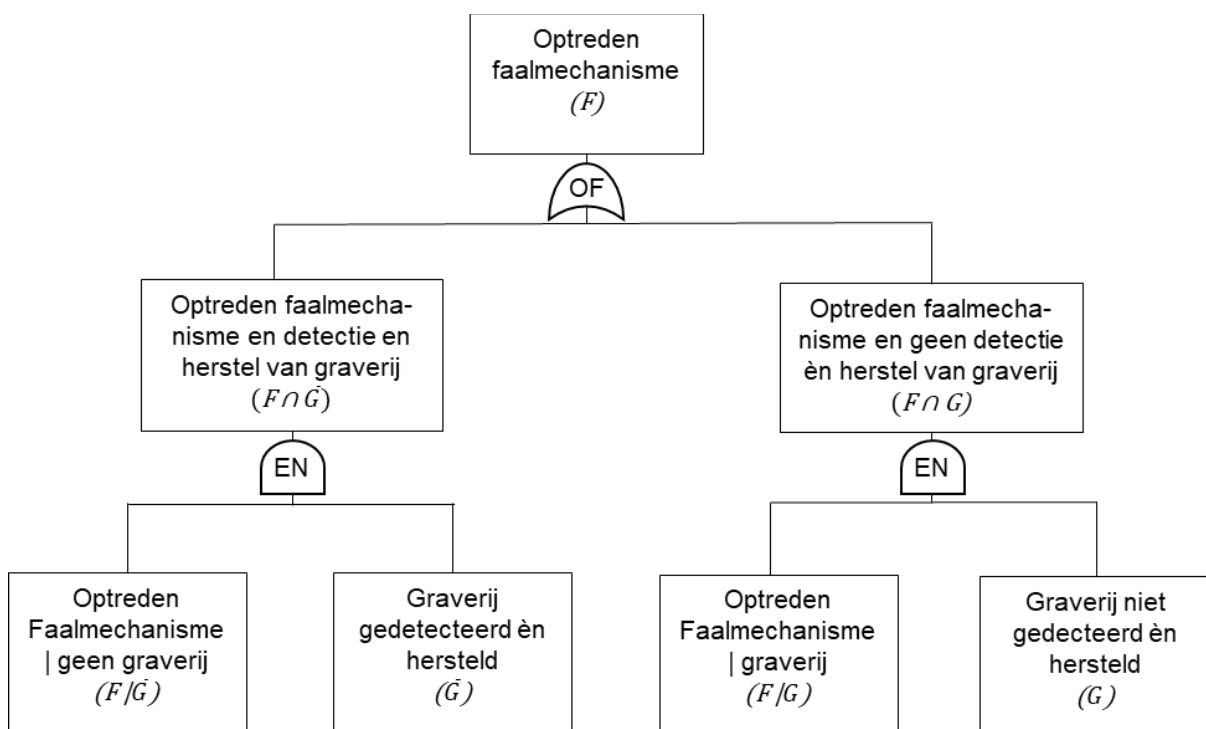 Optreden
faalmechanisme
(F)
OF
Optreden faalmecha-
nisme en detectie en
herstel van graverij
(F ∩ Ḡ)
Optreden faalmecha-
nisme en geen detectie
èn herstel van graverij
(F ∩ G)
EN
EN
Optreden
Faalmechanisme
| geen graverij
(F/Ḡ)
Graverij
gedetecteerd èn
hersteld
(Ḡ)
Optreden
Faalmechanisme
| graverij
(F/G)
Graverij niet
gedecteerd èn
hersteld
(G)